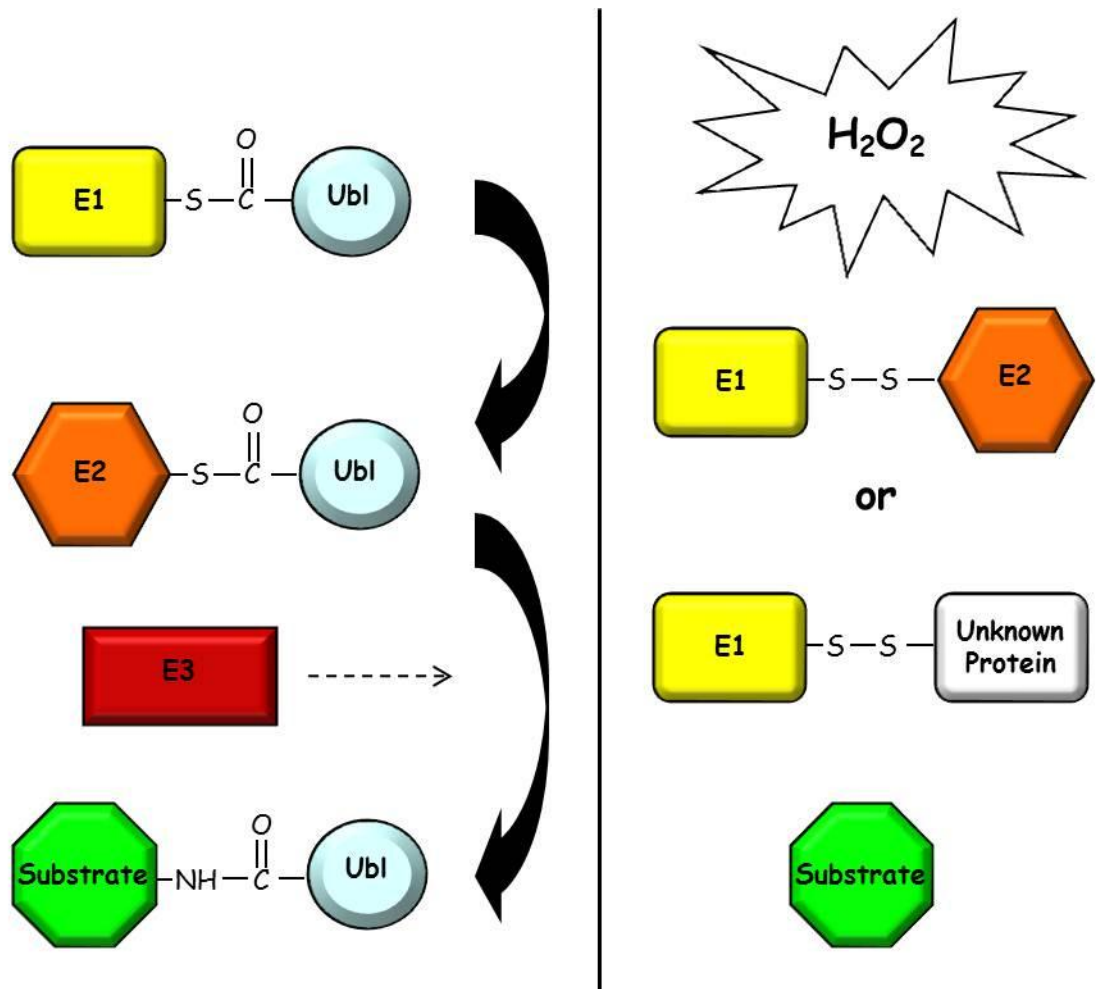 O
E1 –S–C– Ubl
O
E2 –S–C– Ubl
E3
O
Substrate –NH–C– Ubl
H₂O₂
E1 –S–S– E2
or
E1 –S–S– Unknown
Protein
Substrate